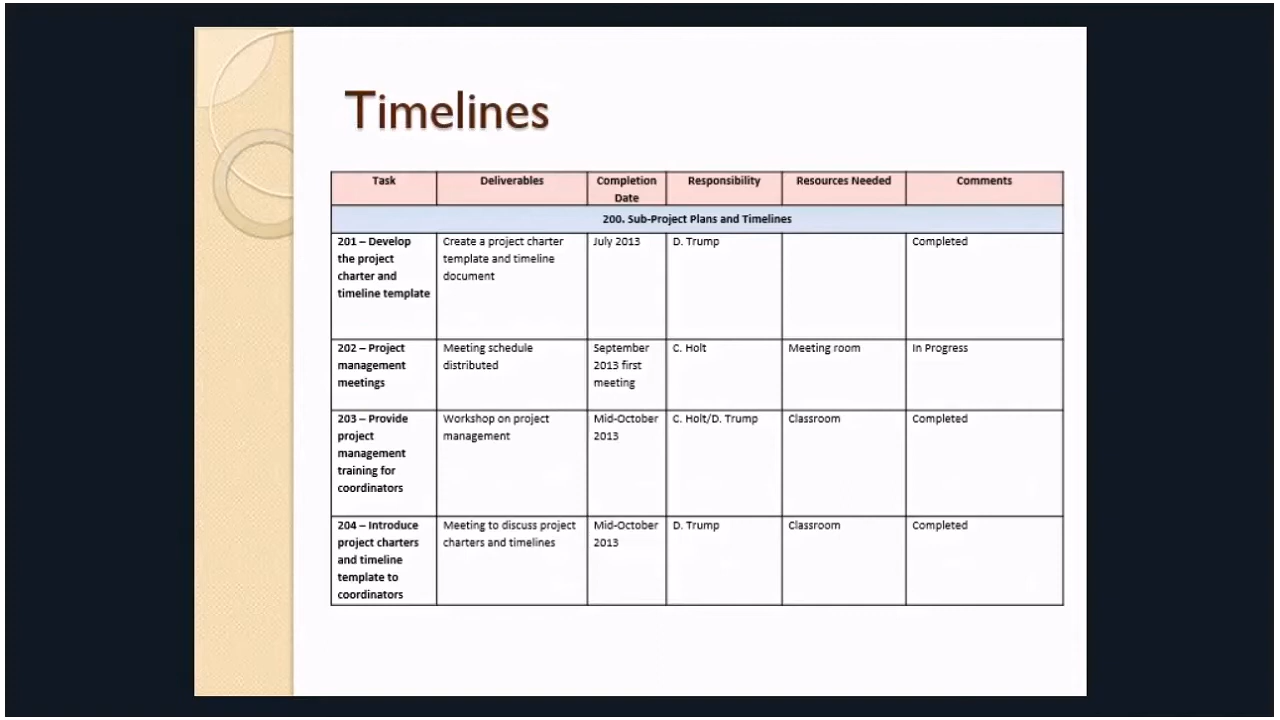 Timelines
Task
Deliverables
Completion
Date
Responsibility
Resources Needed
Comments
200. Sub-Project Plans and Timelines
201 – Develop
the project
charter and
timeline template
Create a project charter
template and timeline
document
July 2013
D. Trump
Completed
202 – Project
management
meetings
Meeting schedule
distributed
September
2013 first
meeting
C. Holt
Meeting room
In Progress
203 – Provide
project
management
training for
coordinators
Workshop on project
management
Mid-October
2013
C. Holt/D. Trump
Classroom
Completed
204 – Introduce
project charters
and timeline
template to
coordinators
Meeting to discuss project
charters and timelines
Mid-October
2013
D. Trump
Classroom
Completed